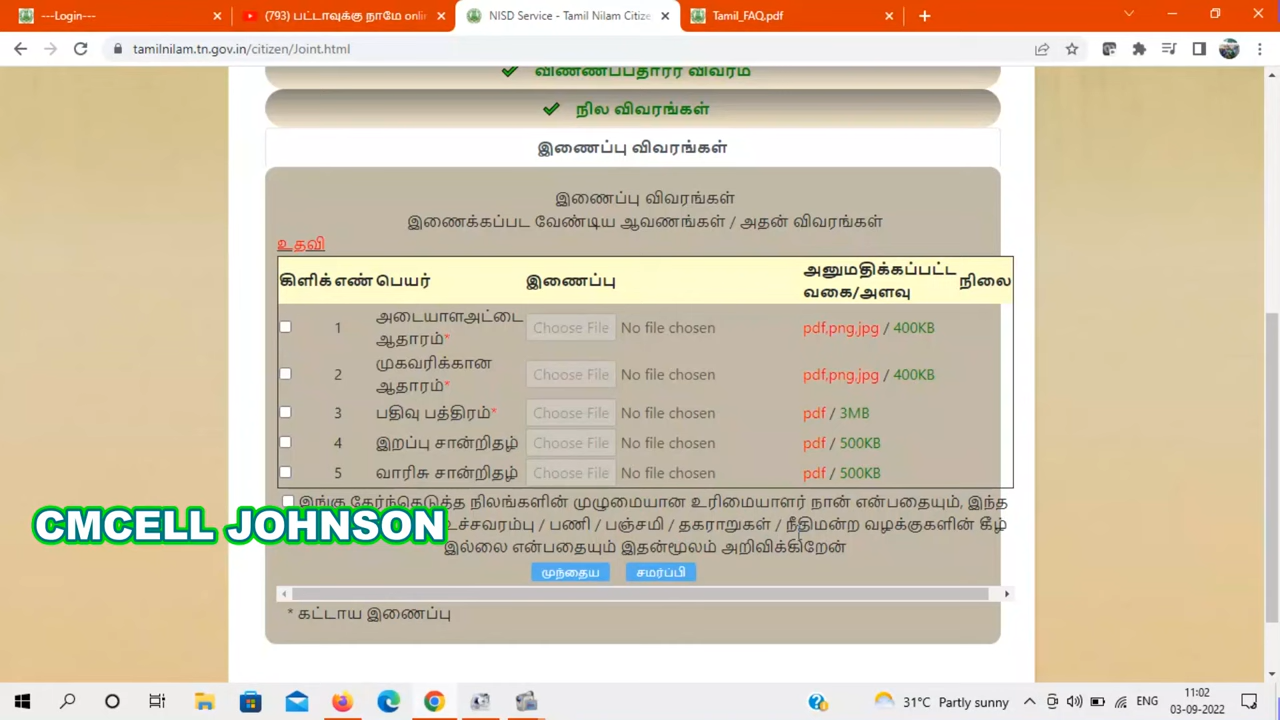 ---Login---
(793) பட்டாவுக்கு நாமே onli
NISD Service - Tamil Nilam Citize
Tamil_FAQ.pdf
tamilnilam.tn.gov.in/citizen/Joint.html
விண்ணப்பதாரர் விவரம்
நில விவரங்கள்
இணைப்பு விவரங்கள்
இணைப்பு விவரங்கள்
இணைக்கப்பட வேண்டிய ஆவணங்கள் / அதன் விவரங்கள்
உதவி
கிளிக் எண் பெயர் இணைப்பு அனுமதிக்கப்பட்ட வகை/அளவு நிலை
1 அடையாளஅட்டை ஆதாரம்* Choose File No file chosen pdf,png,jpg / 400KB
2 முகவரிக்கான ஆதாரம்* Choose File No file chosen pdf,png,jpg / 400KB
3 பதிவு பத்திரம்* Choose File No file chosen pdf / 3MB
4 இறப்பு சான்றிதழ் Choose File No file chosen pdf / 500KB
5 வாரிசு சான்றிதழ் Choose File No file chosen pdf / 500KB
இங்கு தேர்ந்தெடுத்த நிலங்களின் முழுமையான உரிமையாளர் நான் என்பதையும், இந்த
உச்சவரம்பு / பணி / பஞ்சமி / தகராறுகள் / நீதிமன்ற வழக்குகளின் கீழ்
இல்லை என்பதையும் இதன்மூலம் அறிவிக்கிறேன்
CMCELL JOHNSON
முந்தைய சமர்ப்பி
* கட்டாய இணைப்பு
31°C Partly sunny
ENG
11:02
03-09-2022